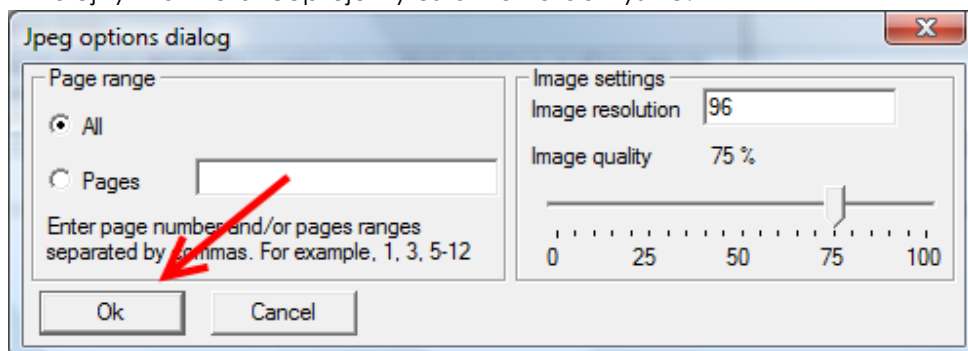 Jpeg options dialog
Page range
All
Pages
Enter page number and/or pages ranges
separated by commas. For example, 1, 3, 5-12
Image settings
Image resolution 96
Image quality 75 %
0 25 50 75 100
Ok Cancel